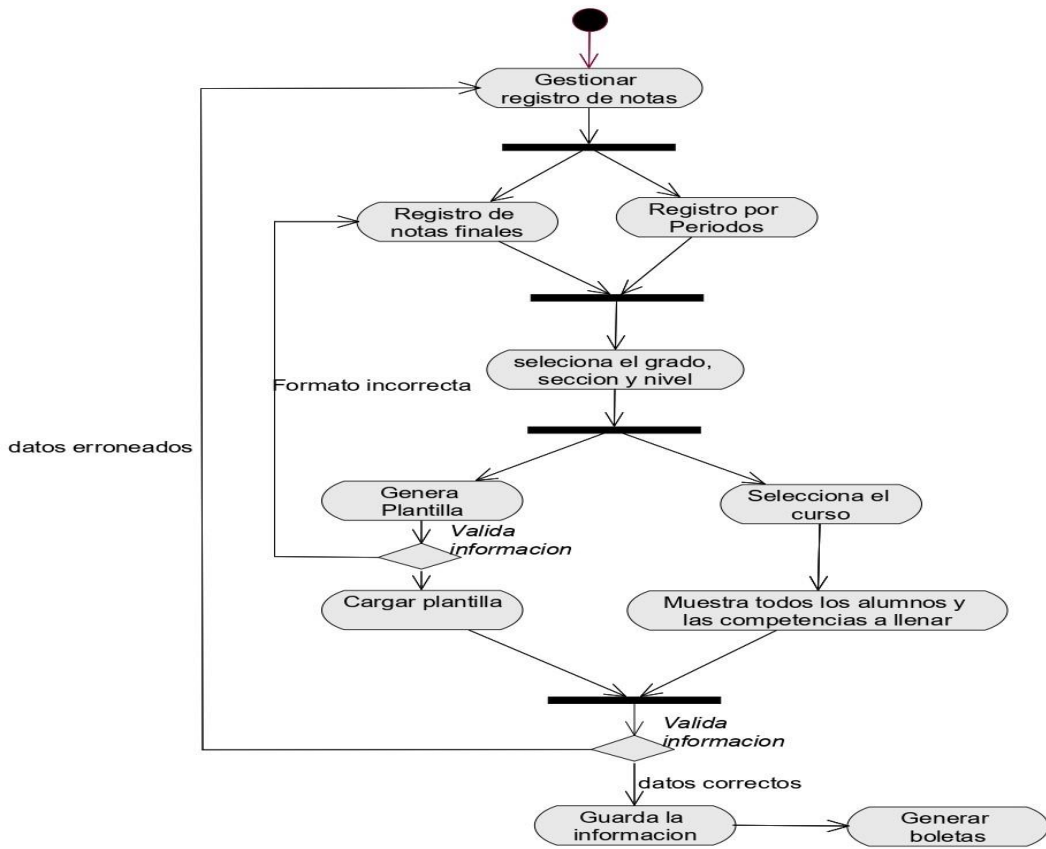 Gestionar
registro de notas
Registro de
notas finales
Registro por
Periodos
seleciona el grado,
seccion y nivel
Formato incorrecta
datos erroneados
Genera
Plantilla
Selecciona el
curso
Valida
informacion
Cargar plantilla
Muestra todos los alumnos y
las competencias a llenar
Valida
informacion
datos correctos
Guarda la
informacion
Generar
boletas